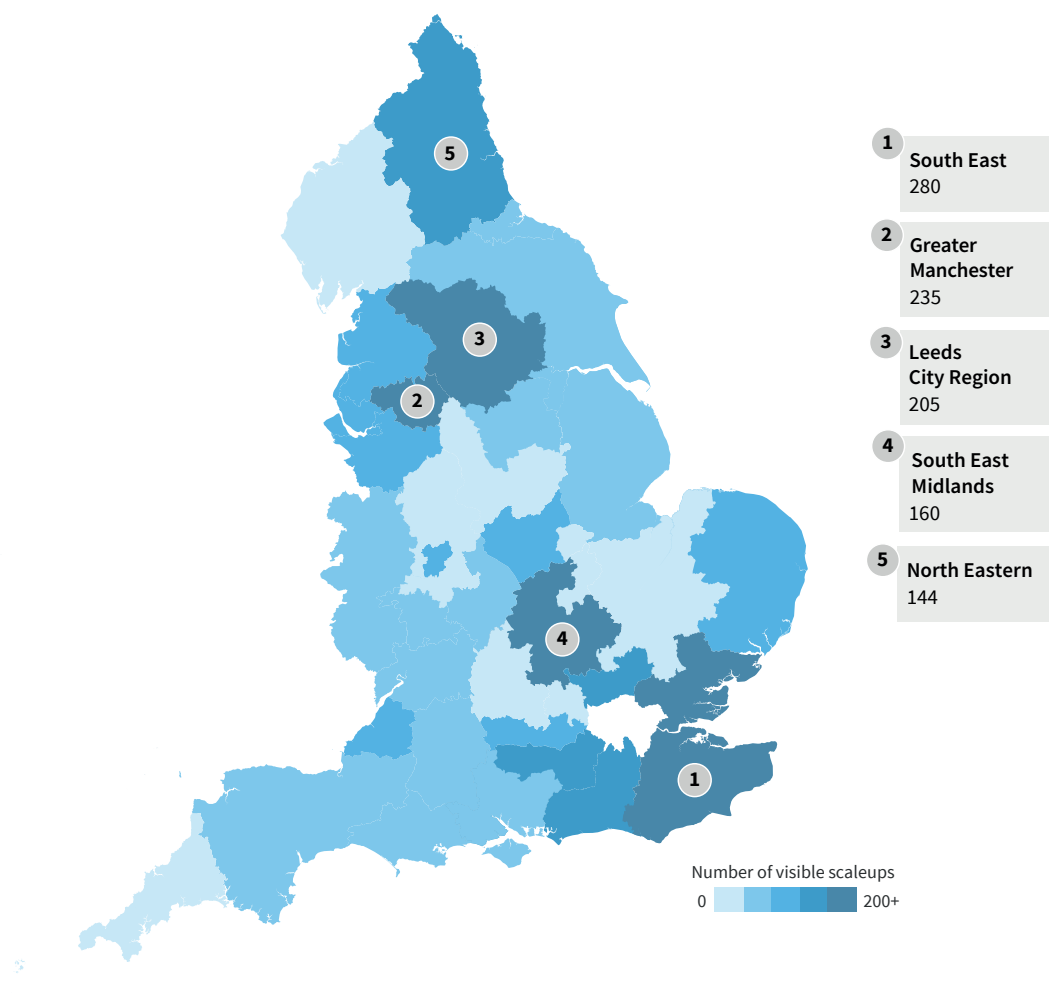 5
3
2
4
1
1
South East
280
2
Greater
Manchester
235
3
Leeds
City Region
205
4
South East
Midlands
160
5
North Eastern
144
Number of visible scaleups
0 200+